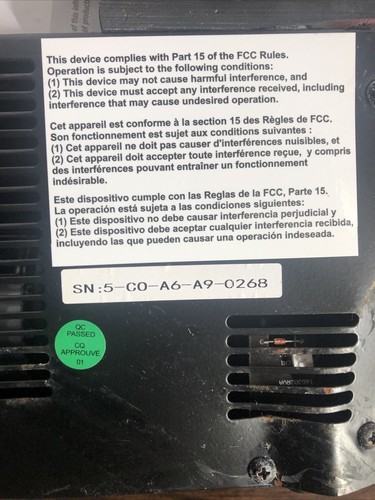 This device complies with Part 15 of the FCC Rules.
Operation is subject to the following conditions:
(1) This device may not cause harmful interference, and
(2) This device must accept any interference received, including
interference that may cause undesired operation.
Cet appareil est conforme à la section 15 des Règles de FCC.
Son fonctionnement est sujet aux conditions suivantes :
(1) Cet appareil ne doit pas causer d'interférences nuisibles, et
(2) Cet appareil doit accepter toute interférence reçue, y compris
des interférences pouvant entraîner un fonctionnement
indésirable.
Este dispositivo cumple con las Reglas de la FCC, Parte 15.
La operación está sujeta a las condiciones siguientes:
(1) Este dispositivo no debe causar interferencia perjudicial y
(2) Este dispositivo debe aceptar cualquier interferencia recibida,
incluyendo las que pueden causar una operación indeseada.
SN:5-CO-A6-A9-0268
QC
PASSED
CQ
APPROUVE
01